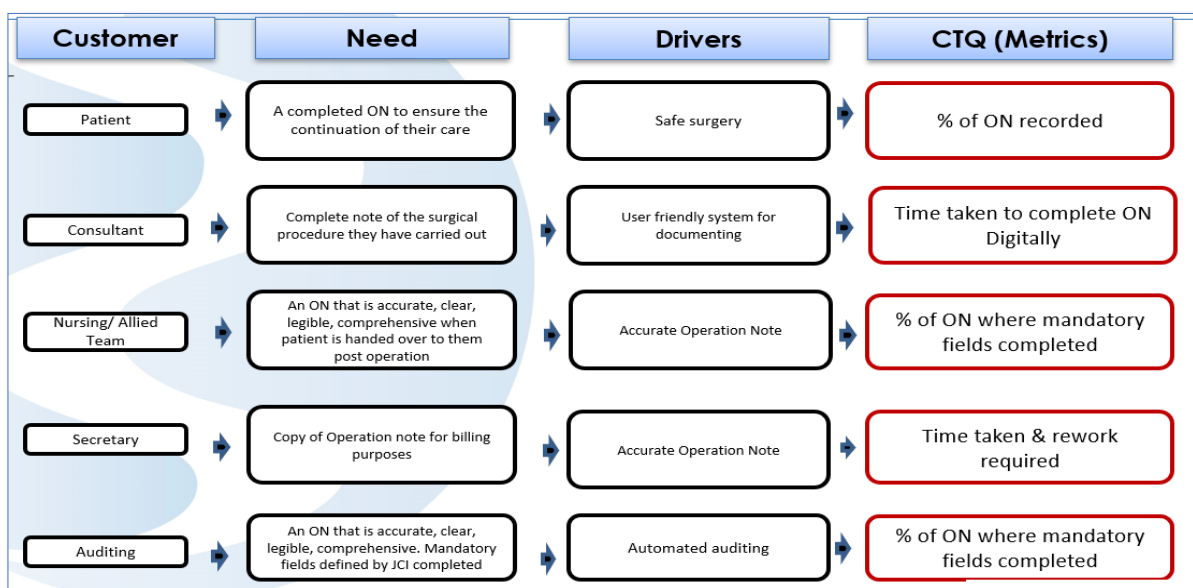 Customer
Need
Drivers
CTQ (Metrics)
Patient
A completed ON to ensure the
continuation of their care
Safe surgery
% of ON recorded
Consultant
Complete note of the surgical
procedure they have carried out
User friendly system for
documenting
Time taken to complete ON
Digitally
Nursing/ Allied
Team
An ON that is accurate, clear,
legible, comprehensive when
patient is handed over to them
post operation
Accurate Operation Note
% of ON where mandatory
fields completed
Secretary
Copy of Operation note for billing
purposes
Accurate Operation Note
Time taken & rework
required
Auditing
An ON that is accurate, clear,
legible, comprehensive. Mandatory
fields defined by JCI completed
Automated auditing
% of ON where mandatory
fields completed